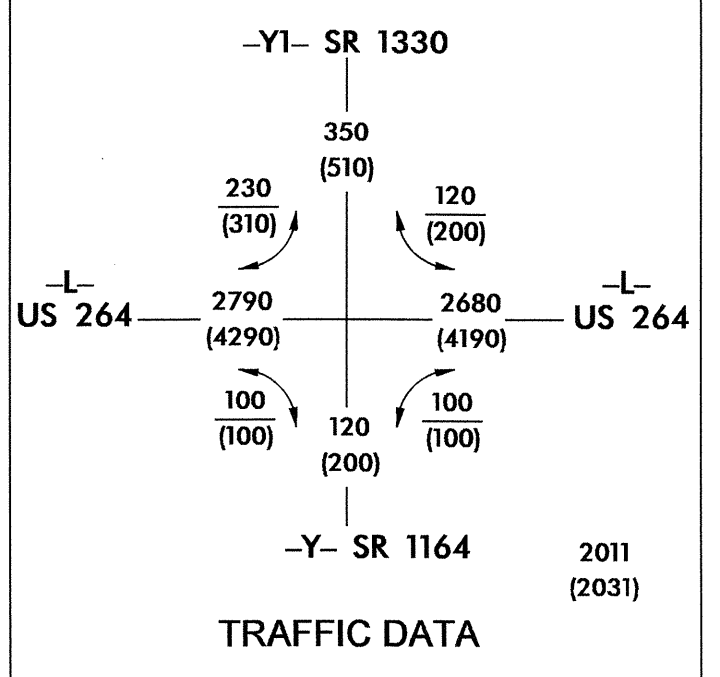 –Y1– SR 1330
350
(510)
230
(310)
120
(200)
–L–
US 264
2790
(4290)
2680
(4190)
–L–
US 264
100
(100)
120
(200)
100
(100)
–Y– SR 1164
2011
(2031)
TRAFFIC DATA